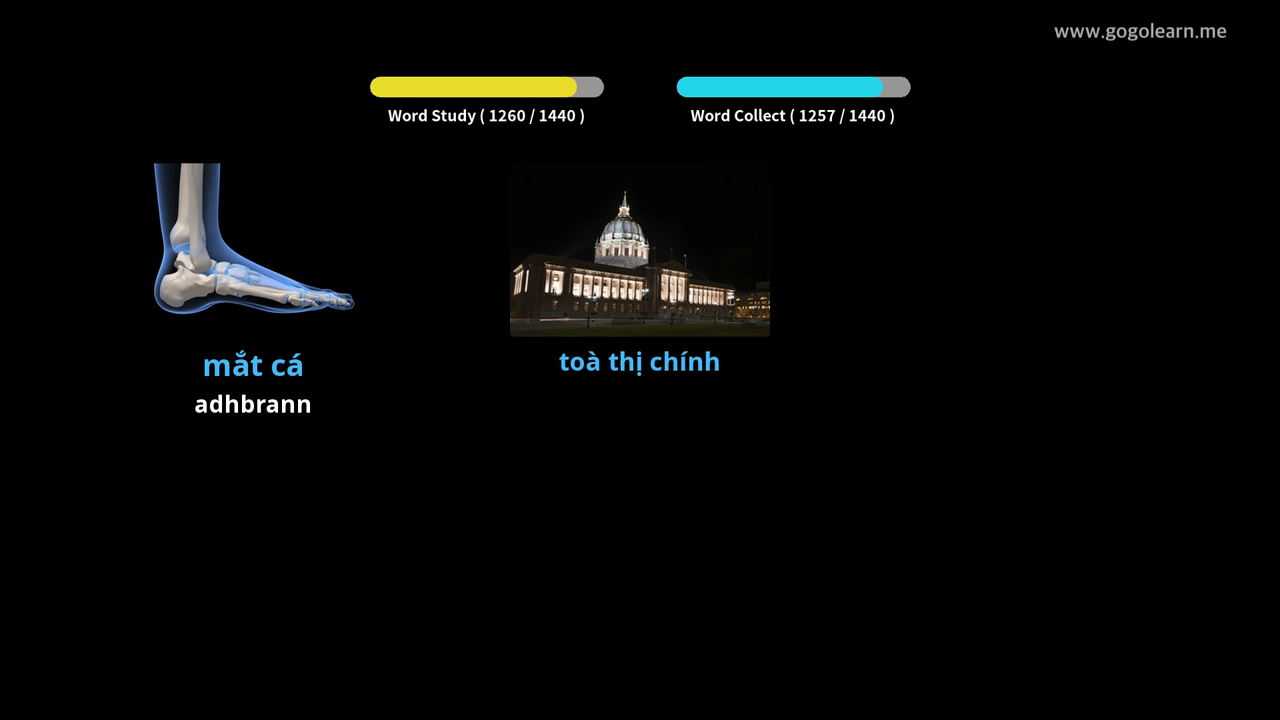 www.gogolearn.me
Word Study ( 1260 / 1440 )
Word Collect ( 1257 / 1440 )
mắt cá
adhbrann
toà thị chính